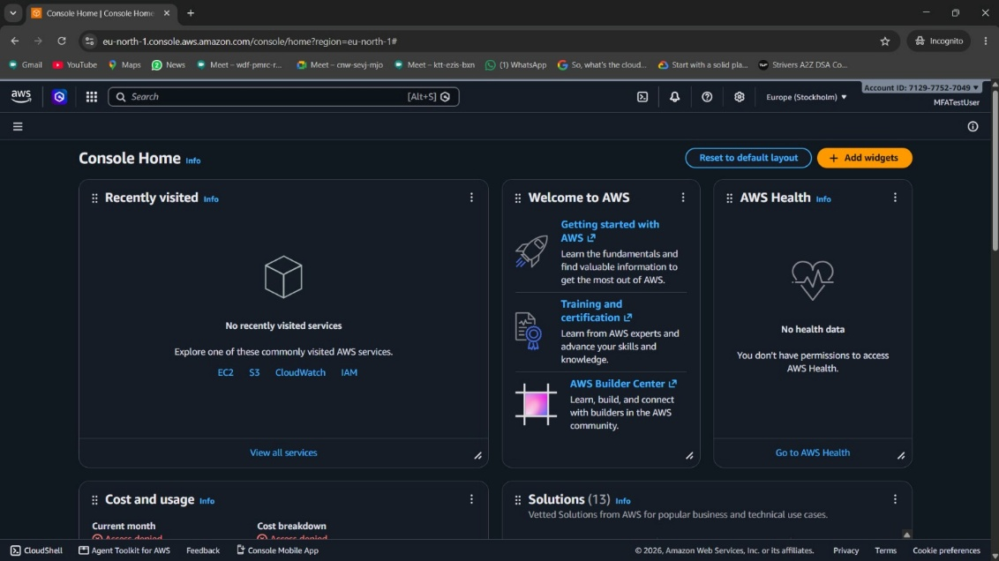 Console Home | Console Home
eu-north-1.console.aws.amazon.com/console/home?region=eu-north-1#
Incognito
Gmail
YouTube
Maps
News
Meet – wdf-pmrc-r...
Meet – cnw-sevj-mjo
Meet – ktt-ezis-bxn
(1) WhatsApp
So, what's the cloud...
Start with a solid pla...
Strivers A2Z DSA Co...
aws
Search
[Alt+S]
Europe (Stockholm)
Account ID: 7129-7752-7049
MFATestUser
Console Home Info
Reset to default layout
+ Add widgets
Recently visited Info
No recently visited services
Explore one of these commonly visited AWS services.
EC2 S3 CloudWatch IAM
View all services
Welcome to AWS
Getting started with
AWS
Learn the fundamentals and
find valuable information to
get the most out of AWS.
Training and
certification
Learn from AWS experts and
advance your skills and
knowledge.
AWS Builder Center
Learn, build, and connect
with builders in the AWS
community.
AWS Health Info
No health data
You don't have permissions to access
AWS Health.
Go to AWS Health
Cost and usage Info
Current month
Access denied
Cost breakdown
Access denied
Solutions (13) Info
Vetted Solutions from AWS for popular business and technical use cases.
CloudShell
Agent Toolkit for AWS
Feedback
Console Mobile App
© 2026, Amazon Web Services, Inc. or its affiliates.
Privacy
Terms
Cookie preferences